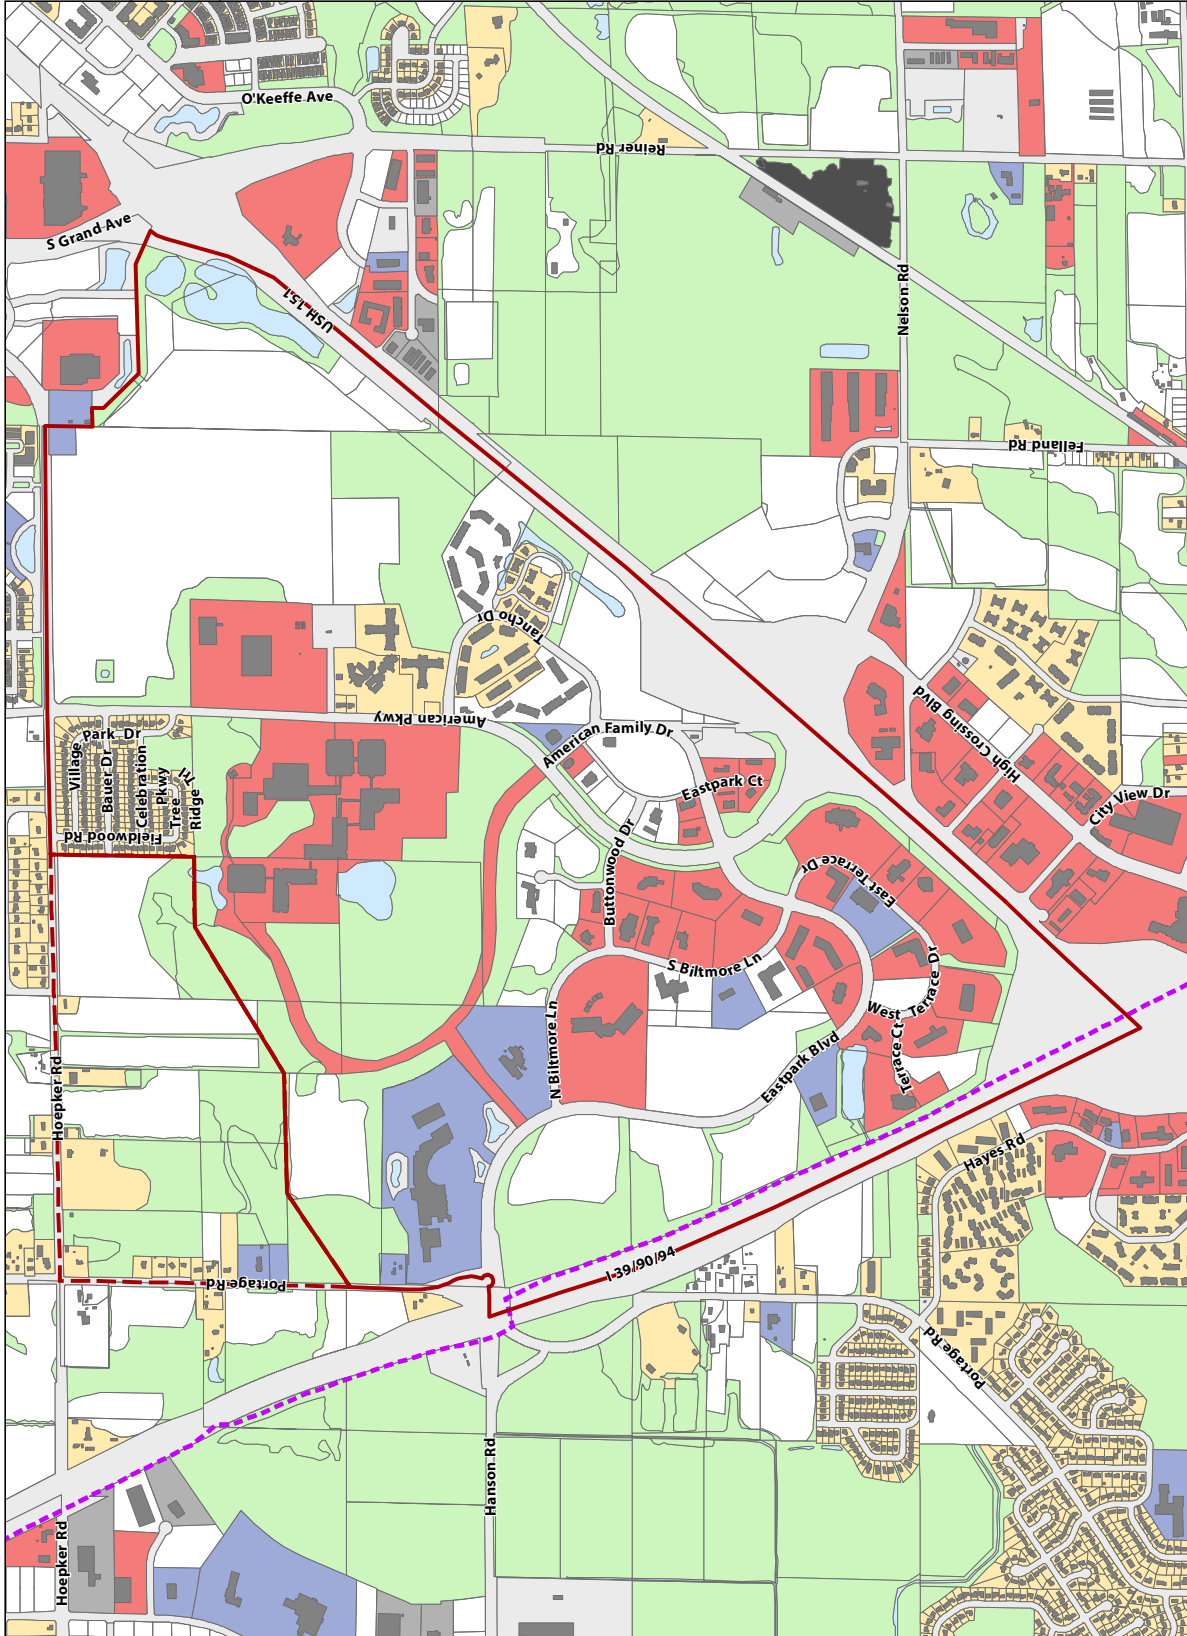 O'Keeffe Ave
Reiner Rd
S Grand Ave
USH 151
Nelson Rd
Felland Rd
Tancho Dr
American Pkwy
High Crossing Blvd
American Family Dr
Village
Park Dr
Bauer Dr
Celebration
Pkwy
Tree
Ridge
Trl
Fieldwood Rd
Eastpark Ct
City View Dr
Buttonwood Dr
East Terrace Dr
S Biltmore Ln
West Terrace Dr
Terrace Ct
N Biltmore Ln
Eastpark Blvd
Hoepker Rd
Hayes Rd
I-39/90/94
Portage Rd
Portage Rd
Hanson Rd
Hoepker Rd